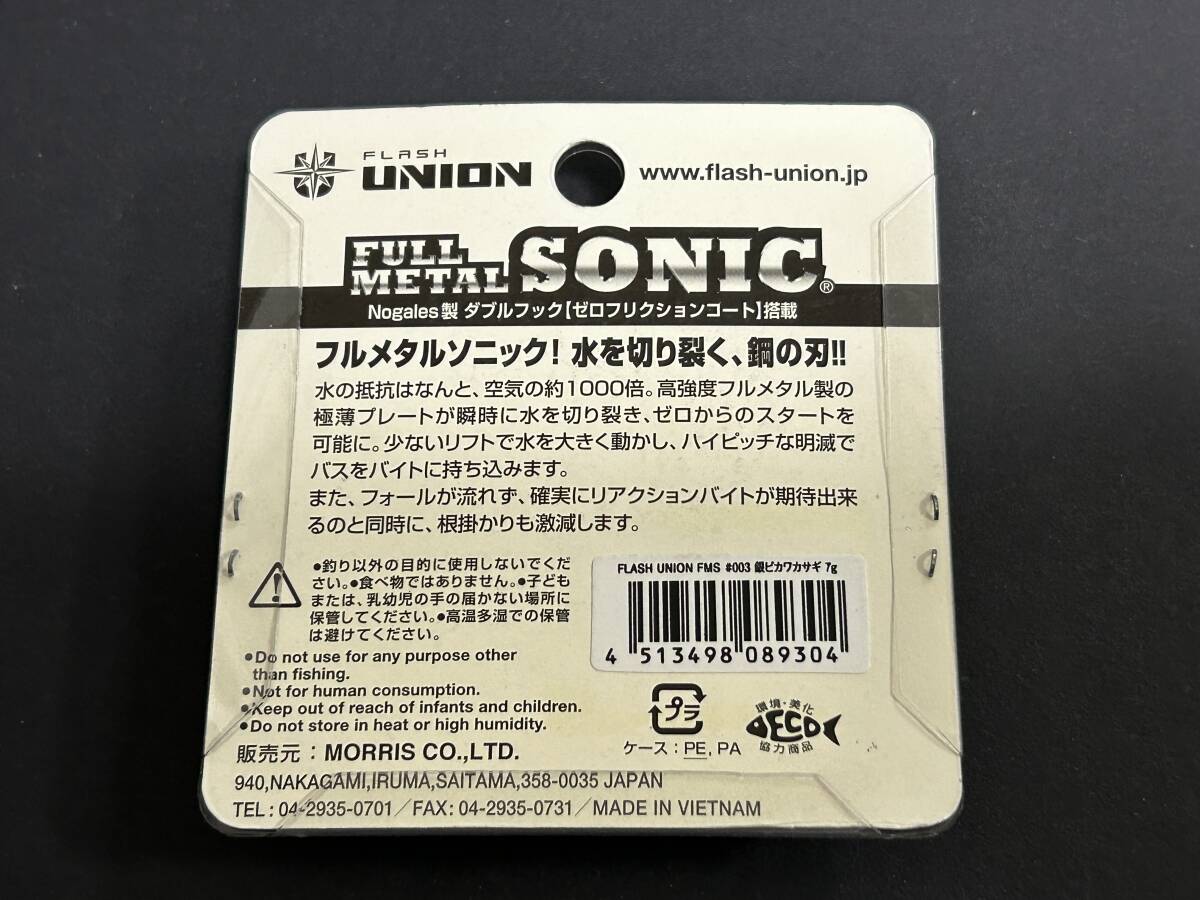 FLASH
UNION
www.flash-union.jp
FULL
METAL SONIC®
Nogales製 ダブルフック【ゼロフリクションコート】搭載
フルメタルソニック! 水を切り裂く、鋼の刃!!
水の抵抗はなんと、空気の約1000倍。高強度フルメタル製の
極薄プレートが瞬時に水を切り裂き、ゼロからのスタートを
可能に。少ないリフトで水を大きく動かし、ハイピッチな明滅で
バスをバイトに持ち込みます。
また、フォールが流れず、確実にリアクションバイトが期待出来
るのと同時に、根掛かりも激減します。
●釣り以外の目的に使用しないでくだ
さい。●食べ物ではありません。●子ども
または、乳幼児の手の届かない場所に
保管してください。●高温多湿での保管
は避けてください。
●Do not use for any purpose other
than fishing.
●Not for human consumption.
●Keep out of reach of infants and children.
●Do not store in heat or high humidity.
FLASH UNION FMS #003 銀ピカワカサギ 7g
4 513498 089304
プラ
ケース：PE, PA
環境・美化
ECO
協力商品
販売元：MORRIS CO.,LTD.
940,NAKAGAMI,IRUMA,SAITAMA,358-0035 JAPAN
TEL：04-2935-0701／FAX：04-2935-0731／MADE IN VIETNAM